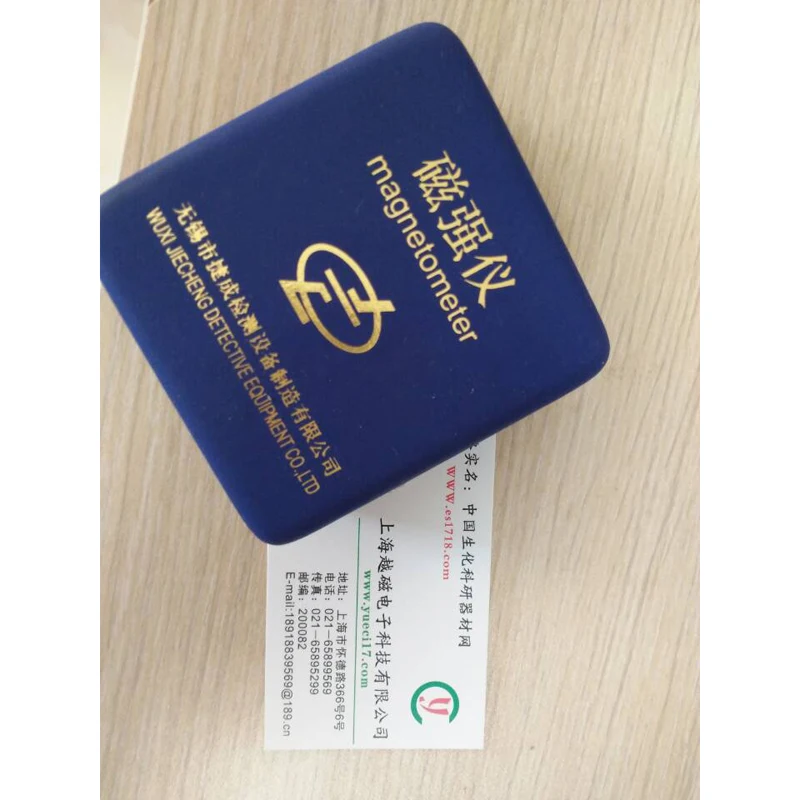 磁强仪
magnetometer
无锡市捷成检测设备制造有限公司
WUXI JIECHENG DETECTIVE EQUIPMENT CO.,LTD
实名：中国生化科研器材网
www.es1718.com
上海越磁电子科技有限公司
www.yueci17.com
地址：上海市怀德路366号6号
电话：021-65899569
传真：021-65895299
邮编：200082
E-mail:18918839569@189.cn